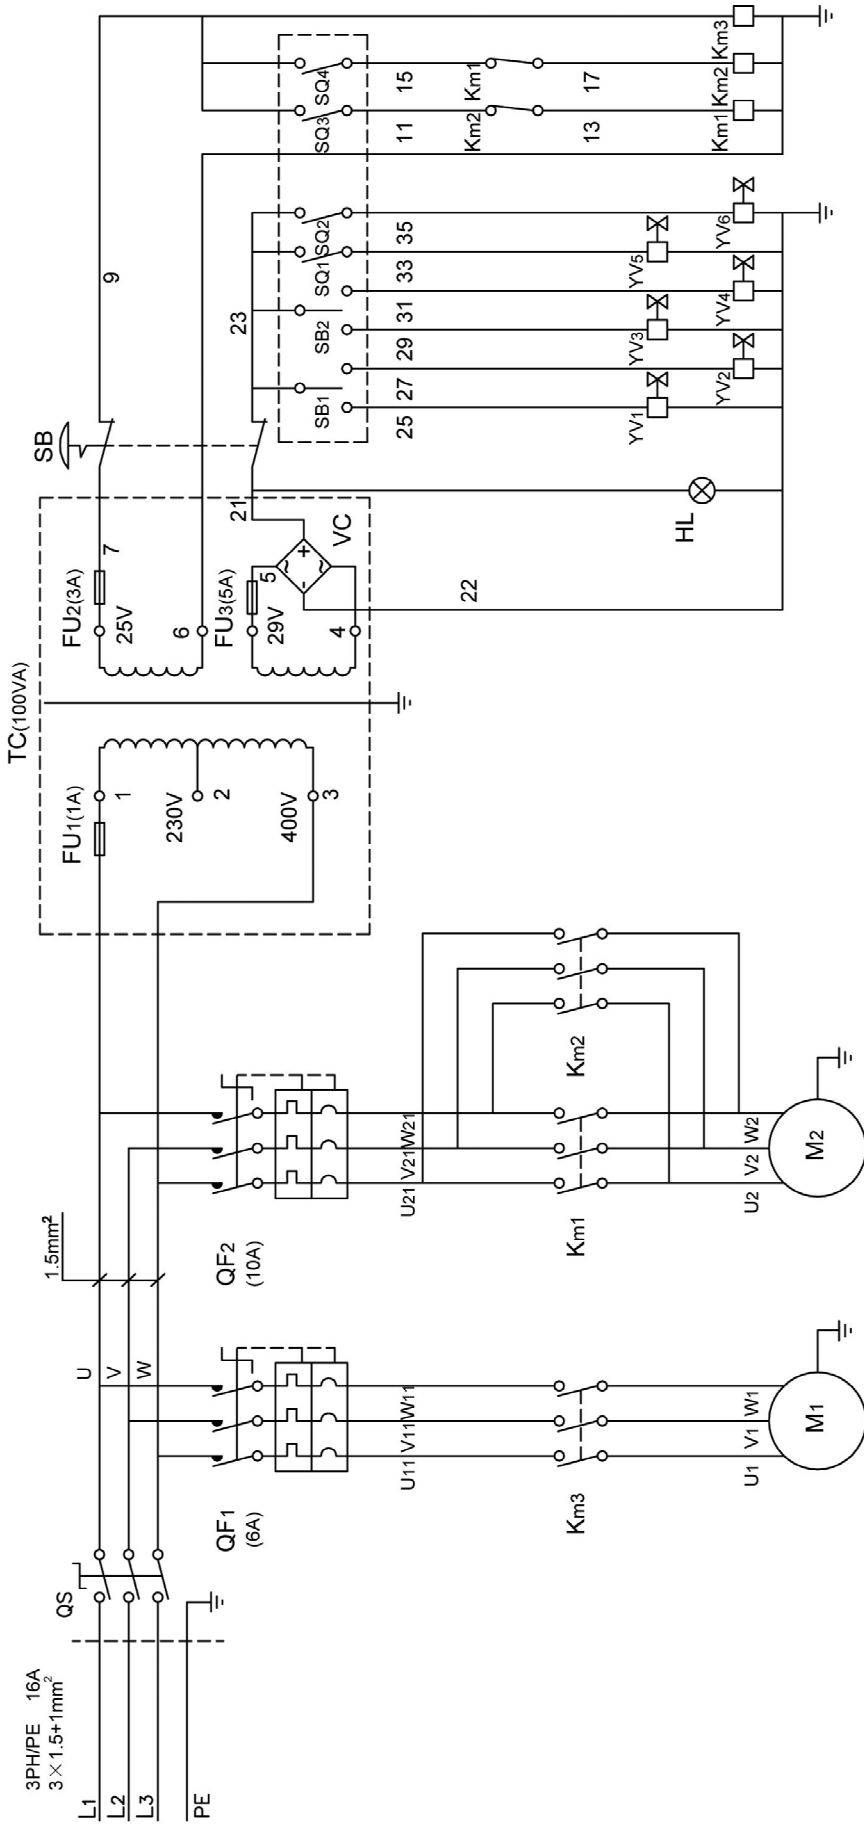 3PH/PE 16A
3×1.5+1mm²
L1
L2
L3
PE
QS
U
V
W
1.5mm²
QF1
(6A)
U11 V11 W11
Km3
U1 V1 W1
M1
QF2
(10A)
U21 V21 W21
Km1
Km2
U2 V2 W2
M2
TC(100VA)
FU1(1A)
1
230V
2
400V
3
FU2(3A)
25V
7
6
FU3(5A)
29V
5
4
VC
21
22
SB
9
23
HL
SB1
SB2
SQ1
SQ2
SQ3
SQ4
25
27
29
31
33
35
11
15
Km2
Km1
13
17
YV1
YV2
YV3
YV4
YV5
YV6
Km1
Km2
Km3